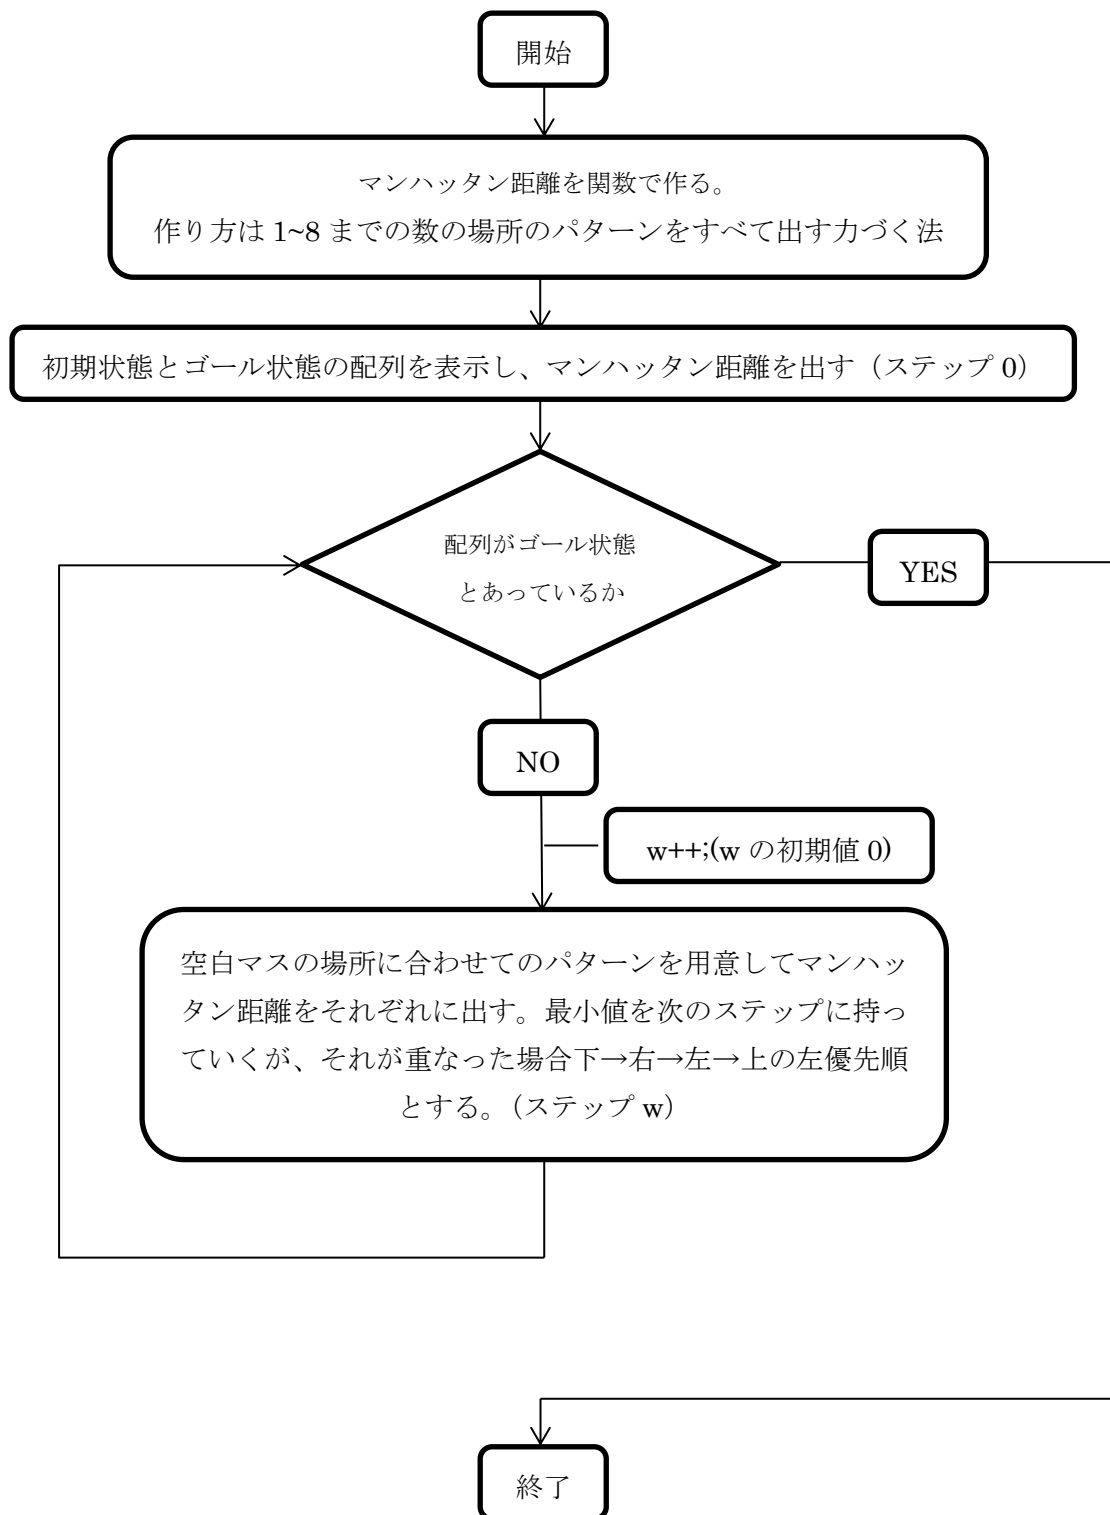 開始
マンハッタン距離を関数で作る。
作り方は 1~8 までの数の場所のパターンをすべて出す力づく法
初期状態とゴール状態の配列を表示し、マンハッタン距離を出す（ステップ 0）
配列がゴール状態
とあっているか
YES
NO
w++;(w の初期値 0)
空白マスの場所に合わせてのパターンを用意してマンハッ
タン距離をそれぞれに出す。最小値を次のステップに持っ
ていくが、それが重なった場合下→右→左→上の左優先順
とする。（ステップ w）
終了